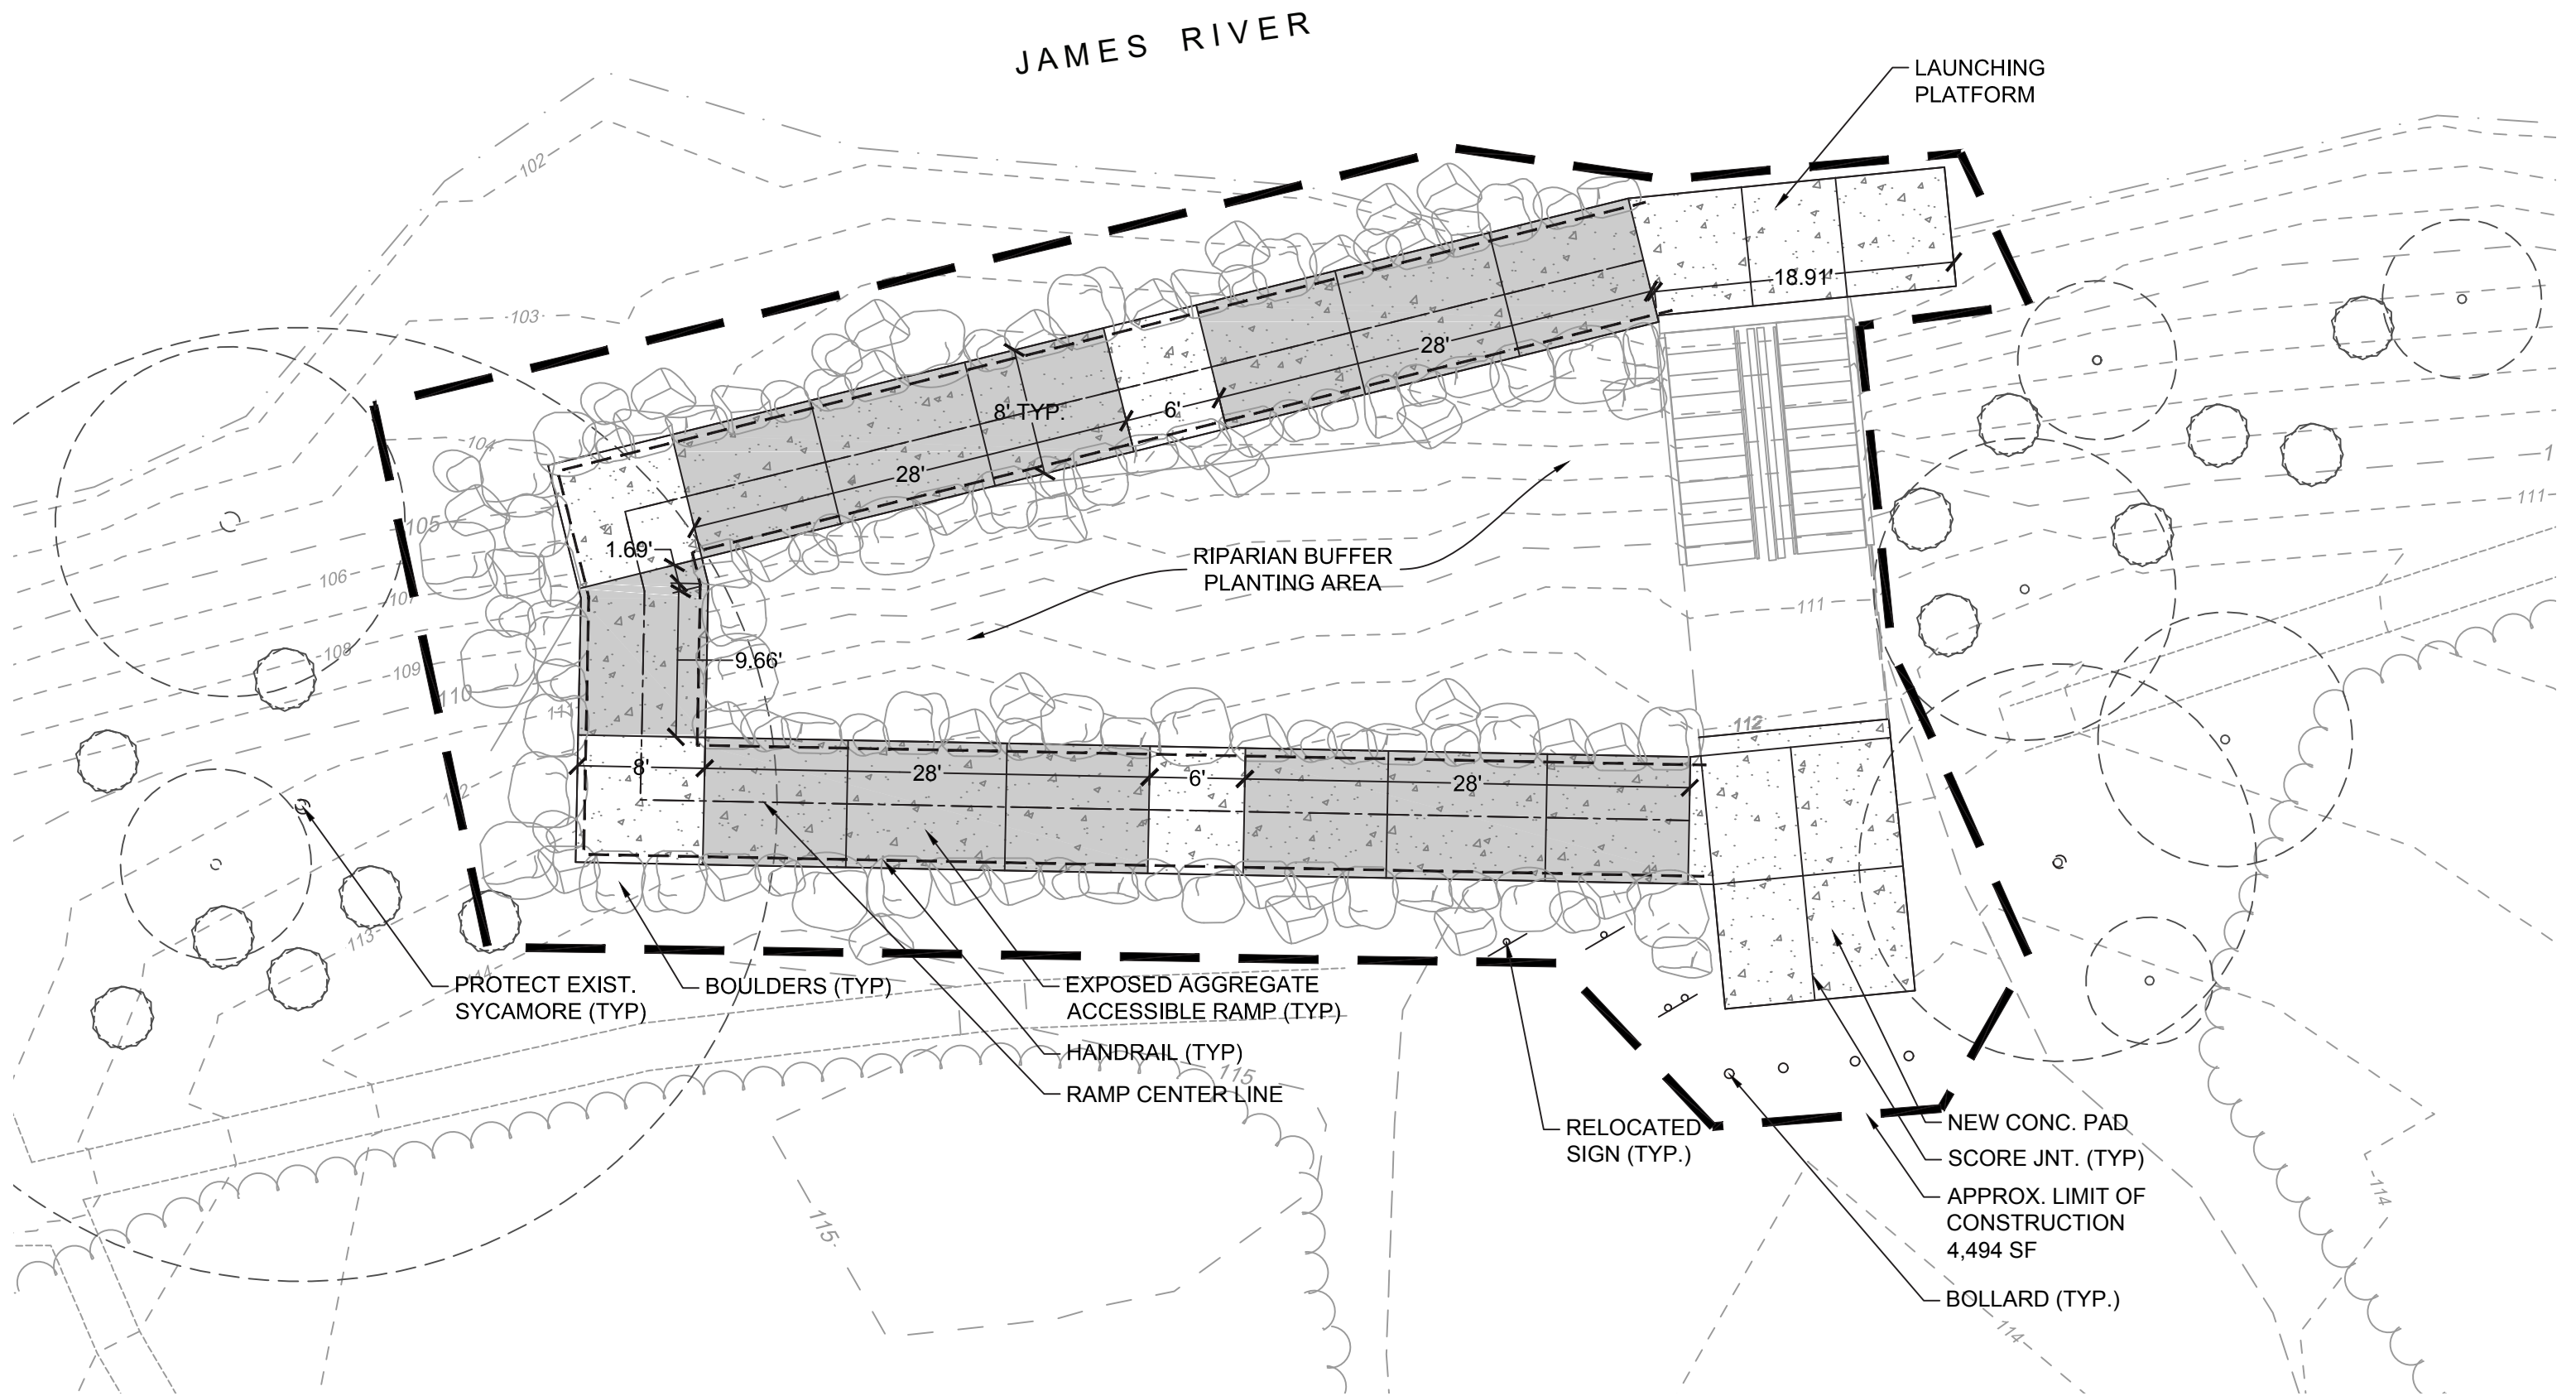 JAMES RIVER
LAUNCHING
PLATFORM
102
103
18.91'
28'
8' TYP.
6'
104
28'
111
105
1.69'
RIPARIAN BUFFER
PLANTING AREA
106
107
111
108
109
9.66'
110
111
112
8'
28'
6'
28'
113
PROTECT EXIST.
SYCAMORE (TYP)
BOULDERS (TYP)
EXPOSED AGGREGATE
ACCESSIBLE RAMP (TYP)
HANDRAIL (TYP)
115
RAMP CENTER LINE
RELOCATED
SIGN (TYP.)
NEW CONC. PAD
SCORE JNT. (TYP)
APPROX. LIMIT OF
CONSTRUCTION
4,494 SF
114
115
BOLLARD (TYP.)
114